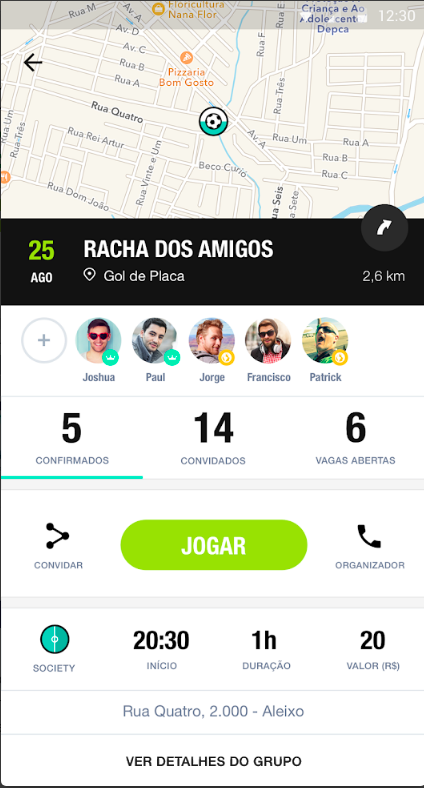 Floricultura
Nana Flor
Criança e Ao
Adolescente
Depca
12:30
Av. D
Av. C
Rua B
Rua A
Rua F
Pizzaria
Bom Gosto
Rua Um
Rua Três
Rua Quatro
Rua Rei Artur
Rua Vinte e Um
Rua Dom João
Av. A
Rua Um
Rua A
Rua B
Rua C
Beco Curió
Rua Seis
Rua Três
25
AGO
RACHA DOS AMIGOS
Gol de Placa
2,6 km
Joshua
Paul
Jorge
Francisco
Patrick
5
CONFIRMADOS
14
CONVIDADOS
6
VAGAS ABERTAS
CONVIDAR
JOGAR
ORGANIZADOR
SOCIETY
20:30
INÍCIO
1h
DURAÇÃO
20
VALOR (R$)
Rua Quatro, 2.000 - Aleixo
VER DETALHES DO GRUPO